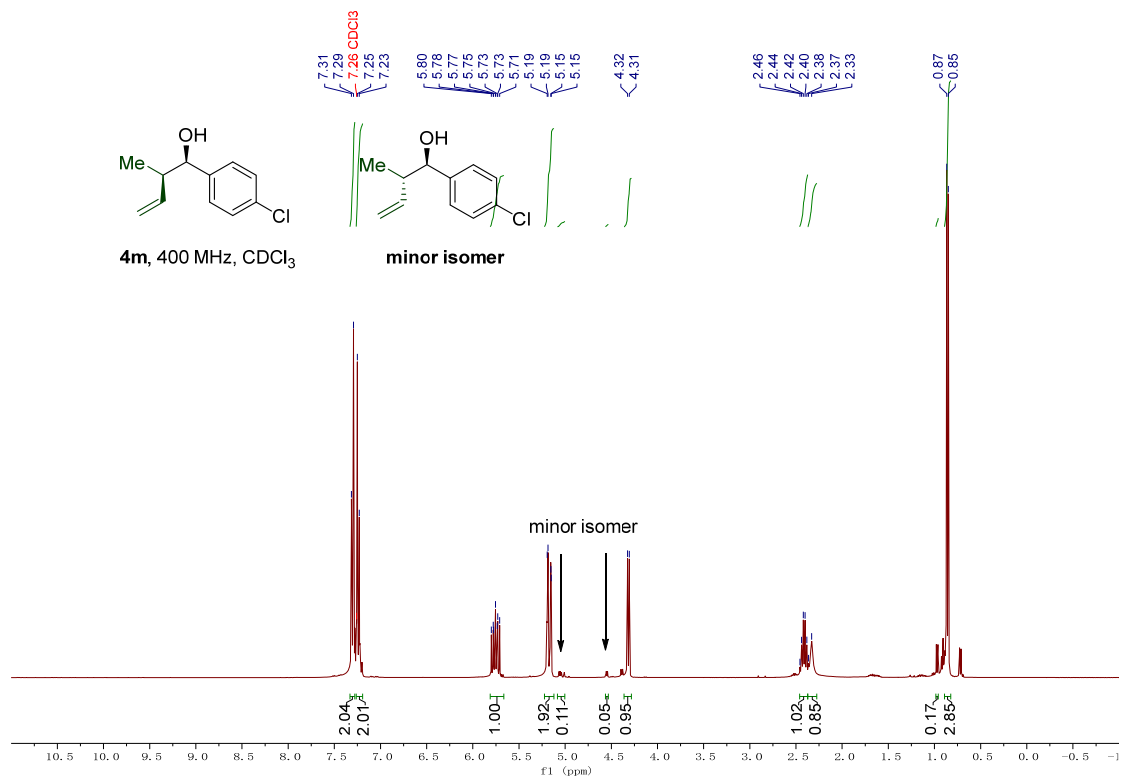 7.31 7.29 7.26 CDCl3 7.25 7.23 5.80 5.78 5.77 5.75 5.73 5.73 5.71 5.19 5.19 5.15 5.15 4.32 4.31 2.46 2.44 2.42 2.40 2.38 2.37 2.33 0.87 0.85
OH
OH
Me
Me
Cl
Cl
4m, 400 MHz, CDCl3
minor isomer
minor isomer
2.04 2.01 1.00 1.92 0.11 0.05 0.95 1.02 0.85 0.17 2.85
10.5 10.0 9.5 9.0 8.5 8.0 7.5 7.0 6.5 6.0 5.5 5.0 4.5 4.0 3.5 3.0 2.5 2.0 1.5 1.0 0.5 0.0 -0.5 -1
f1 (ppm)